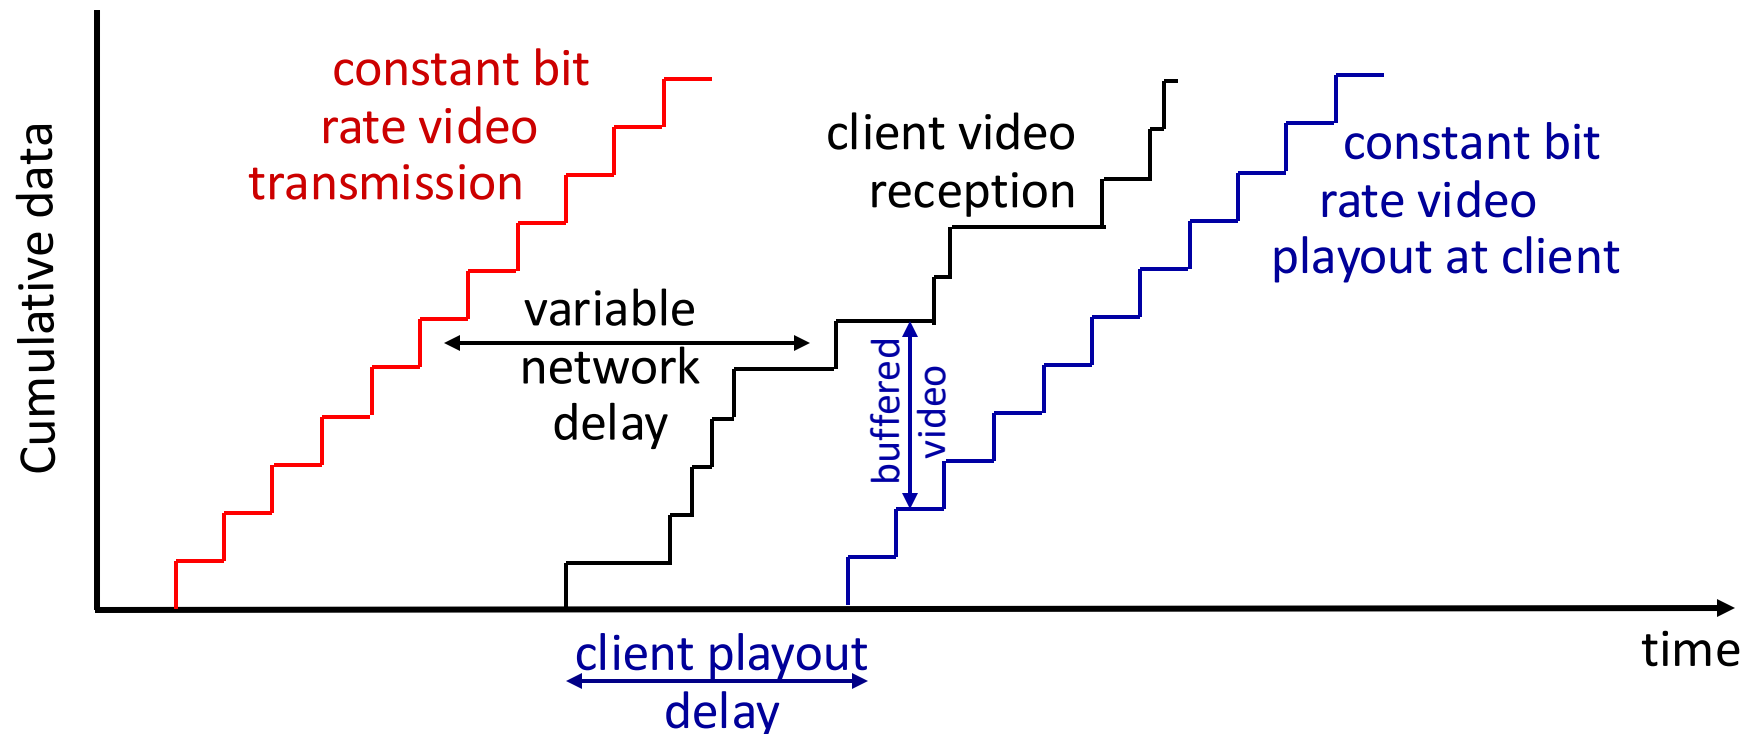 Cumulative data
constant bit
rate video
transmission
variable
network
delay
client video
reception
buffered
video
constant bit
rate video
playout at client
client playout
delay
time